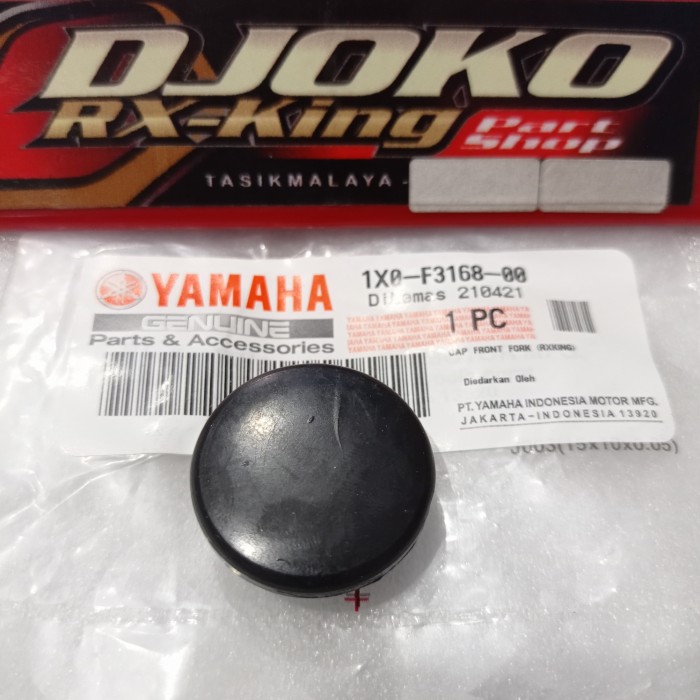 DJOKO
RX-King Part Shop
TASIKMALAYA -
YAMAHA
GENUINE
Parts & Accessories
1X0-F3168-00
Dikemas 210421
1 PC
CAP FRONT FORK (RXKING)
Diedarkan Oleh
PT. YAMAHA INDONESIA MOTOR MFG.
JAKARTA-INDONESIA 13920